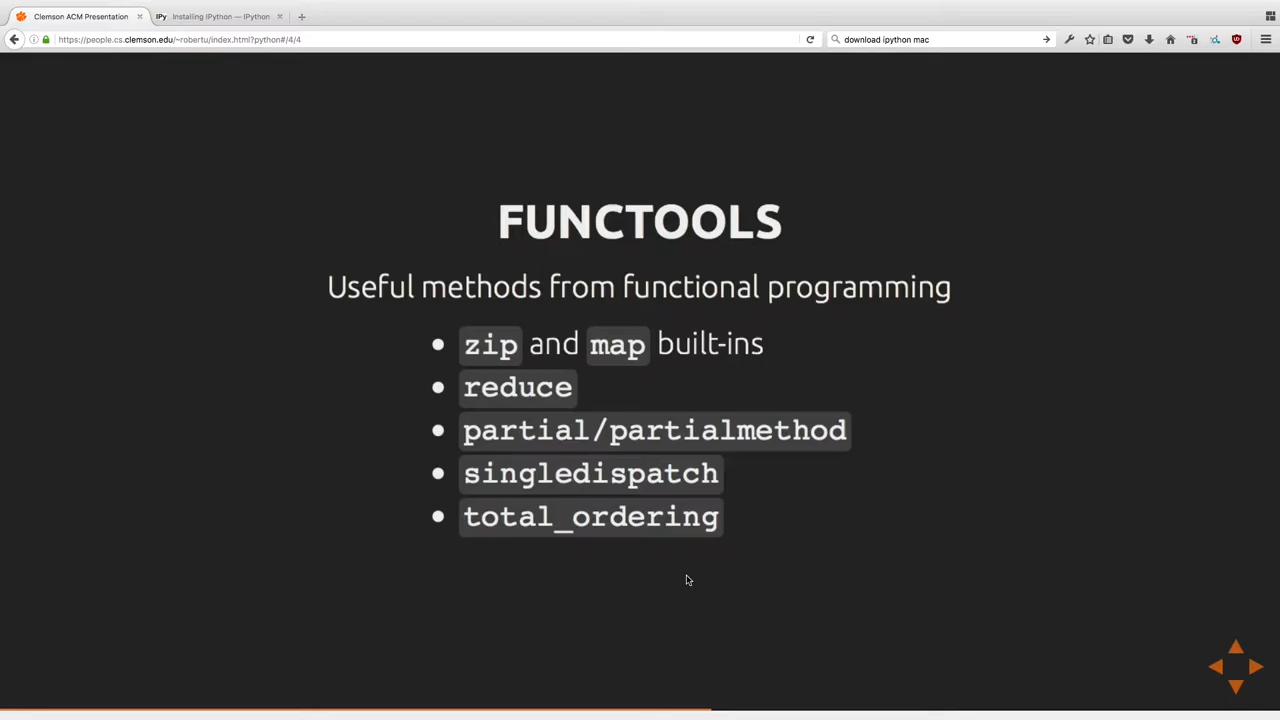 Clemson ACM Presentation
IPy Installing IPython — IPython
https://people.cs.clemson.edu/~robertu/index.html?python#/4/4
download ipython mac
FUNCTOOLS
Useful methods from functional programming
zip and map built-ins
reduce
partial/partialmethod
singledispatch
total_ordering